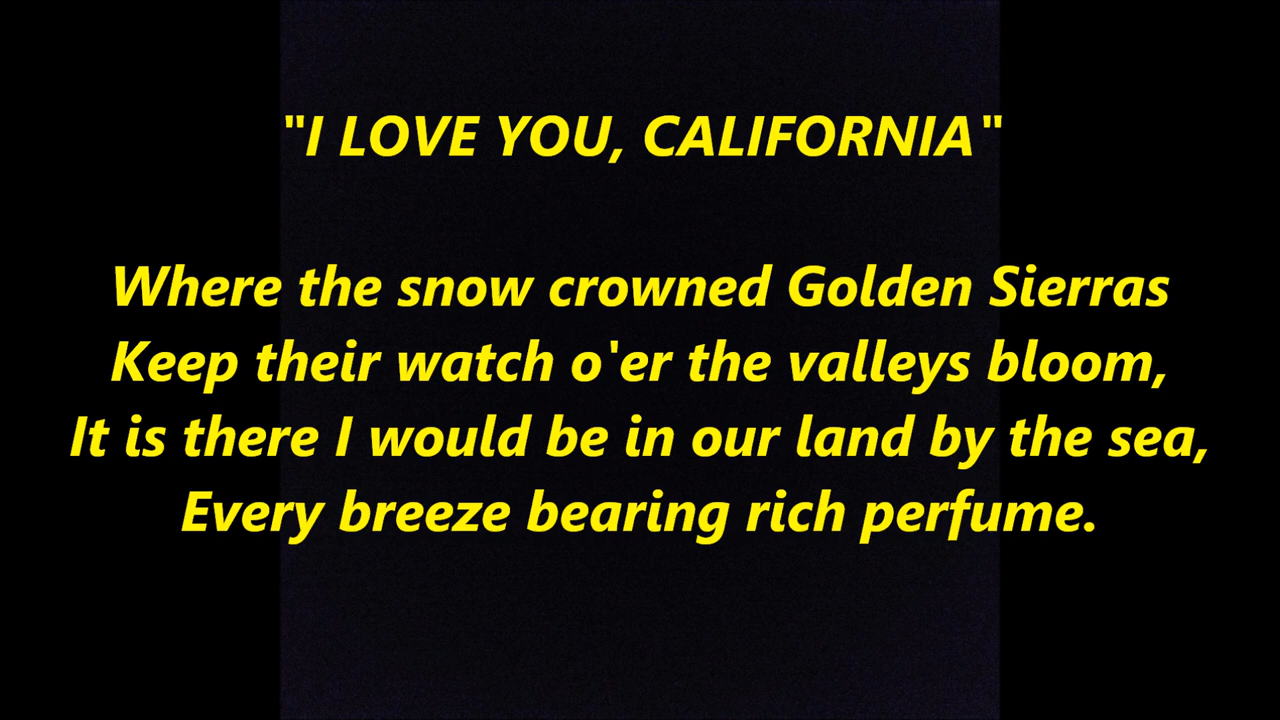 "I LOVE YOU, CALIFORNIA"
Where the snow crowned Golden Sierras
Keep their watch o'er the valleys bloom,
It is there I would be in our land by the sea,
Every breeze bearing rich perfume.